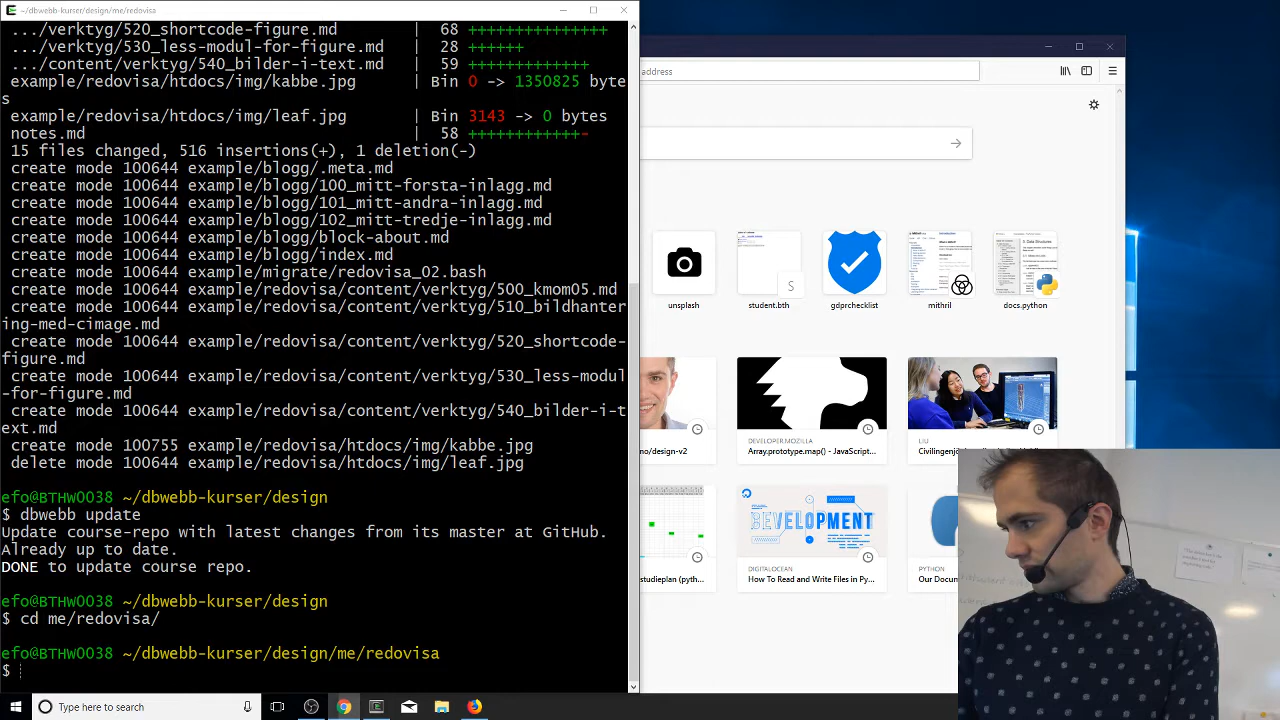 ~/dbwebb-kurser/design/me/redovisa
.../verktyg/520_shortcode-figure.md | 68 +++++++++++++++
.../verktyg/530_less-modul-for-figure.md | 28 ++++++
.../content/verktyg/540_bilder-i-text.md | 59 +++++++++++++
example/redovisa/htdocs/img/kabbe.jpg | Bin 0 -> 1350825 byte
s
example/redovisa/htdocs/img/leaf.jpg | Bin 3143 -> 0 bytes
notes.md | 58 ++++++++++++-
15 files changed, 516 insertions(+), 1 deletion(-)
create mode 100644 example/blogg/.meta.md
create mode 100644 example/blogg/100_mitt-forsta-inlagg.md
create mode 100644 example/blogg/101_mitt-andra-inlagg.md
create mode 100644 example/blogg/102_mitt-tredje-inlagg.md
create mode 100644 example/blogg/block-about.md
create mode 100644 example/blogg/index.md
create mode 100644 example/migrate/redovisa_02.bash
create mode 100644 example/redovisa/content/verktyg/500_kmom05.md
create mode 100644 example/redovisa/content/verktyg/510_bildhanter
ing-med-cimage.md
create mode 100644 example/redovisa/content/verktyg/520_shortcode-
figure.md
create mode 100644 example/redovisa/content/verktyg/530_less-modul
-for-figure.md
create mode 100644 example/redovisa/content/verktyg/540_bilder-i-t
ext.md
create mode 100755 example/redovisa/htdocs/img/kabbe.jpg
delete mode 100644 example/redovisa/htdocs/img/leaf.jpg
efo@BTHW0038 ~/dbwebb-kurser/design
$ dbwebb update
Update course-repo with latest changes from its master at GitHub.
Already up to date.
DONE to update course repo.
efo@BTHW0038 ~/dbwebb-kurser/design
$ cd me/redovisa/
efo@BTHW0038 ~/dbwebb-kurser/design/me/redovisa
$
address
unsplash
S
student.bth
gdprchecklist
mithril
docs.python
no/design-v2
DEVELOPER.MOZILLA
Array.prototype.map() - JavaScript...
LIU
Civilingenjö
studieplan (pyth...
DEVELOPMENT
DIGITALOCEAN
How To Read and Write Files in Py...
PYTHON
Our Docum
Type here to search